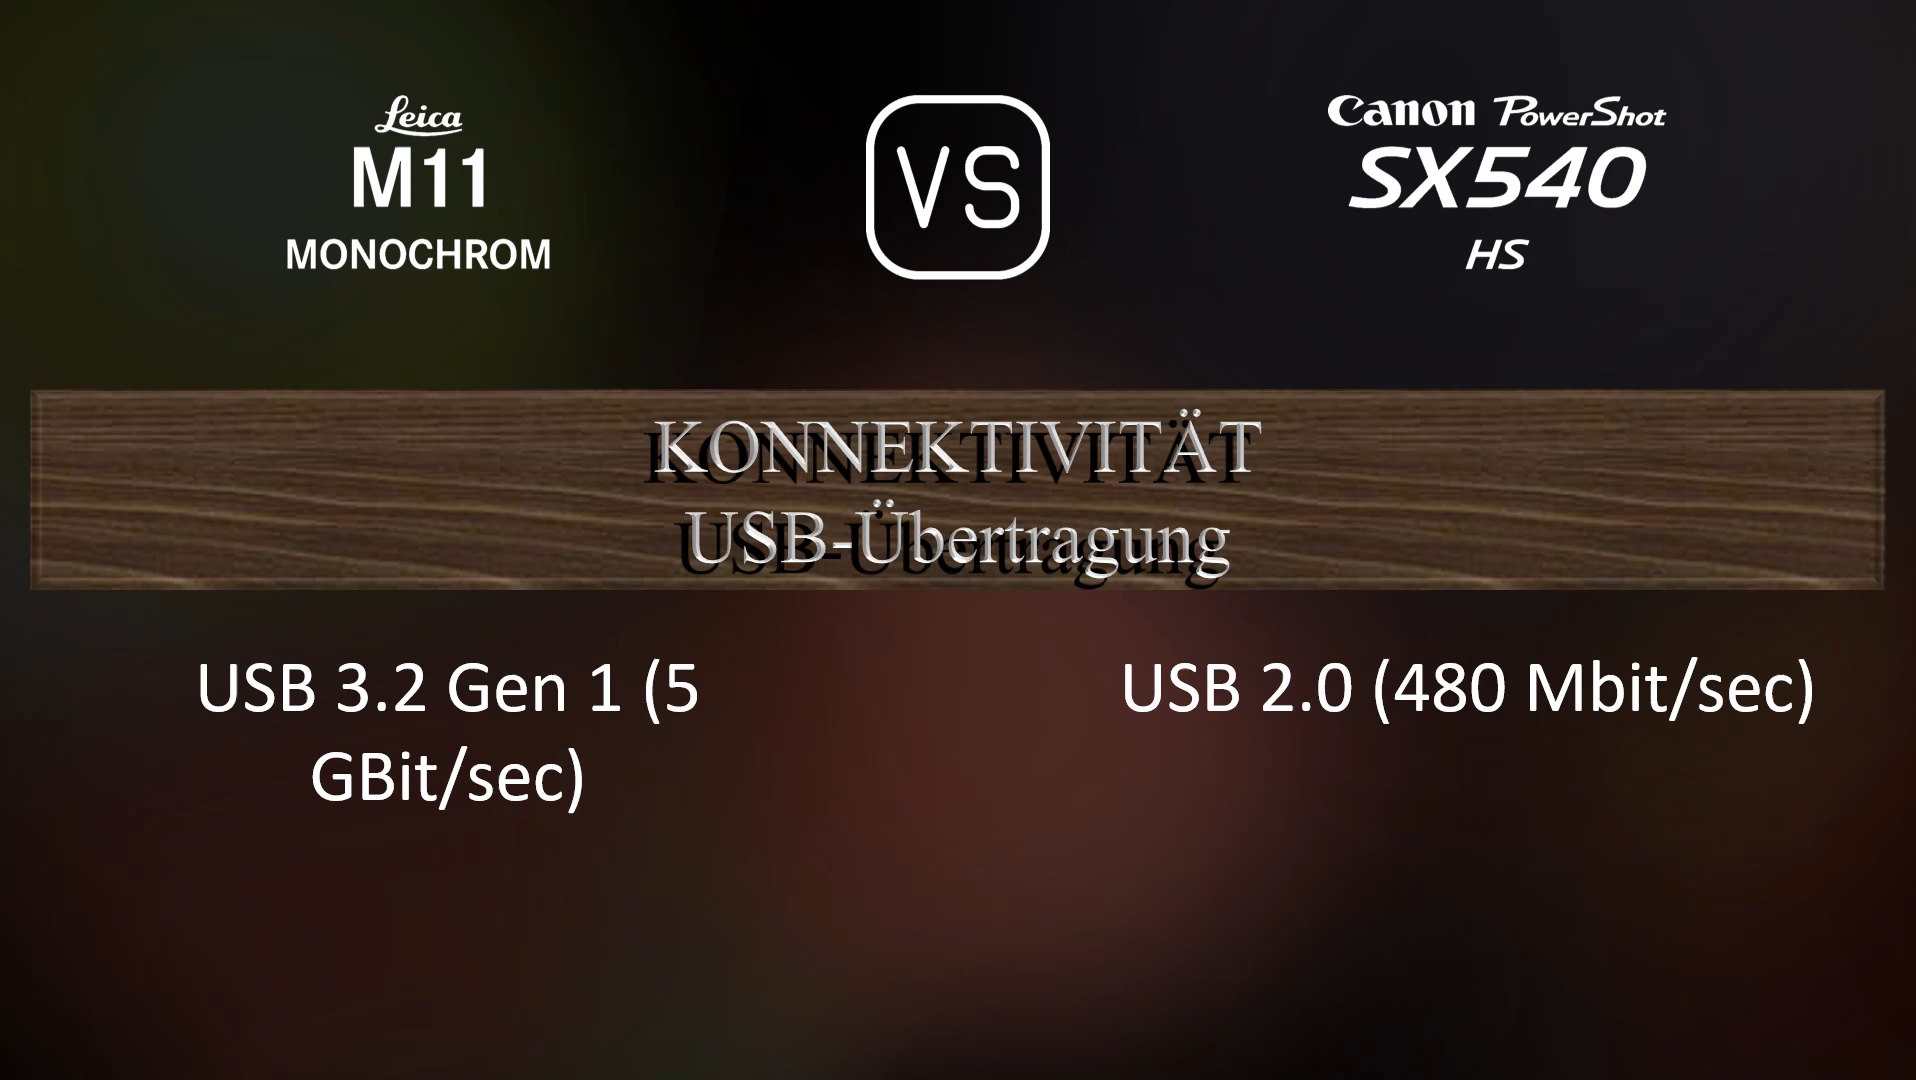 Leica
M11
MONOCHROM
VS
Canon PowerShot
SX540
HS
KONNEKTIVITÄT
USB-Übertragung
USB 3.2 Gen 1 (5
GBit/sec)
USB 2.0 (480 Mbit/sec)